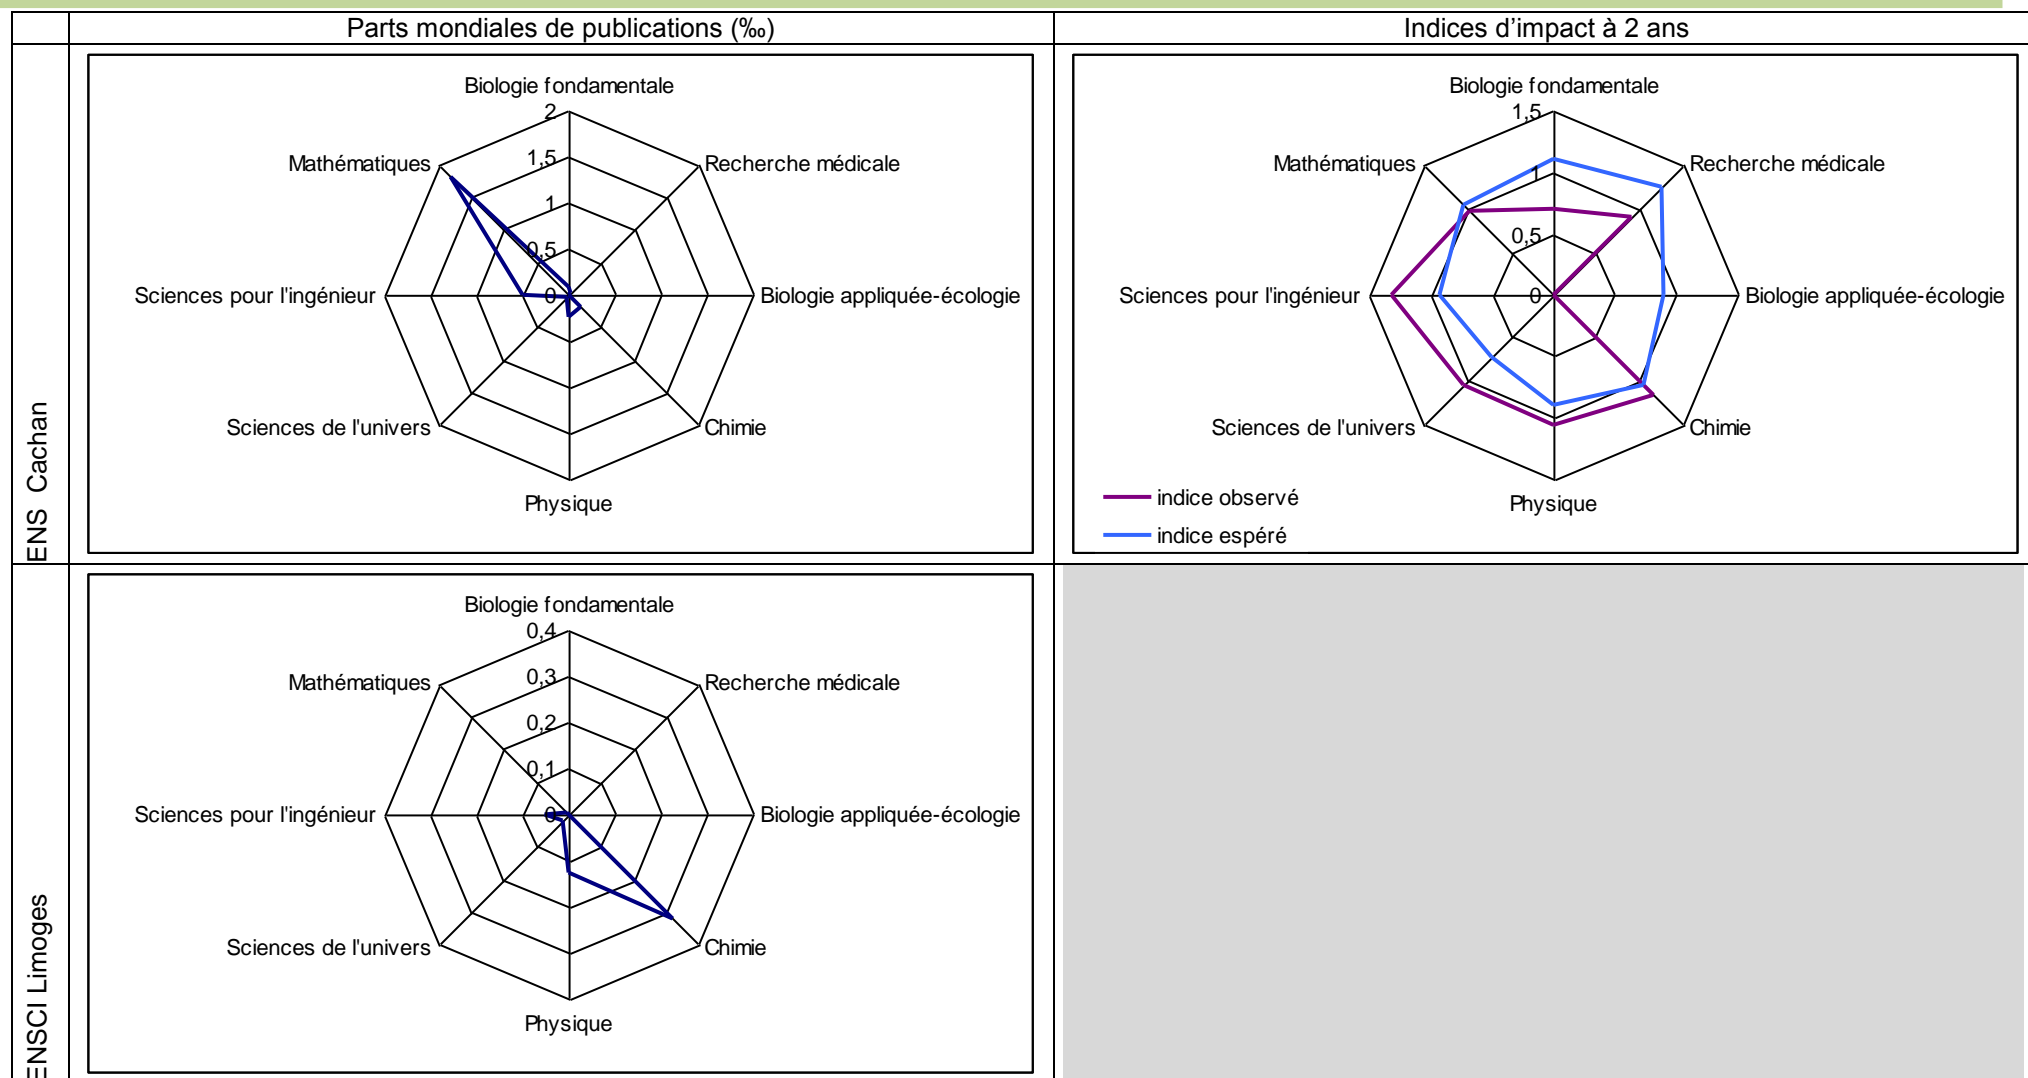 Parts mondiales de publications (‰)
Indices d'impact à 2 ans
ENS Cachan
Biologie fondamentale
2
Mathématiques
1,5
Recherche médicale
1
0,5
Sciences pour l'ingénieur
0
Biologie appliquée-écologie
Sciences de l'univers
Chimie
Physique
Biologie fondamentale
1,5
Mathématiques
1
Recherche médicale
0,5
Sciences pour l'ingénieur
0
Biologie appliquée-écologie
Sciences de l'univers
Chimie
indice observé
Physique
indice espéré
ENSCI Limoges
Biologie fondamentale
0,4
Mathématiques
0,3
Recherche médicale
0,2
0,1
Sciences pour l'ingénieur
0
Biologie appliquée-écologie
Sciences de l'univers
Chimie
Physique